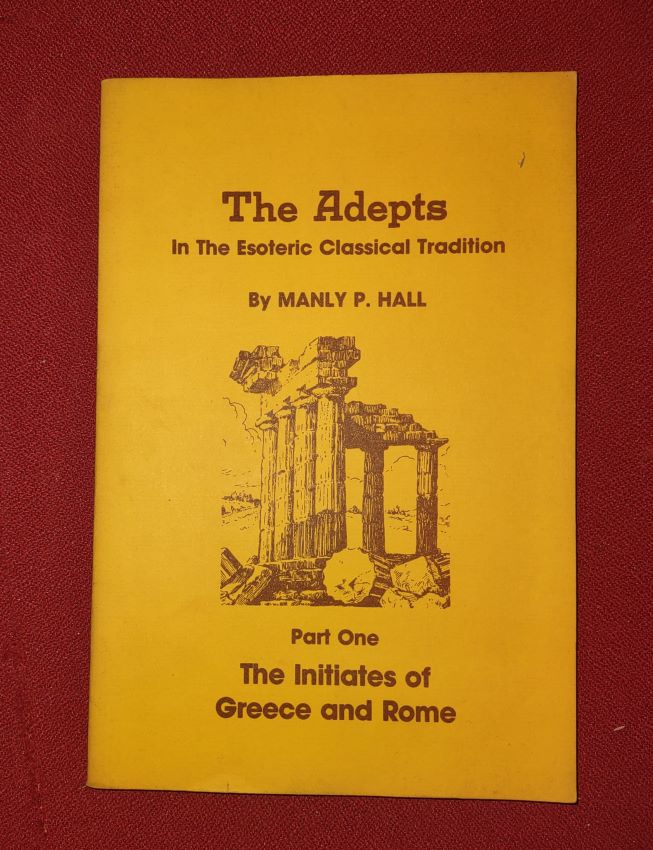 The Adepts
In The Esoteric Classical Tradition
By MANLY P. HALL
Part One
The Initiates of
Greece and Rome